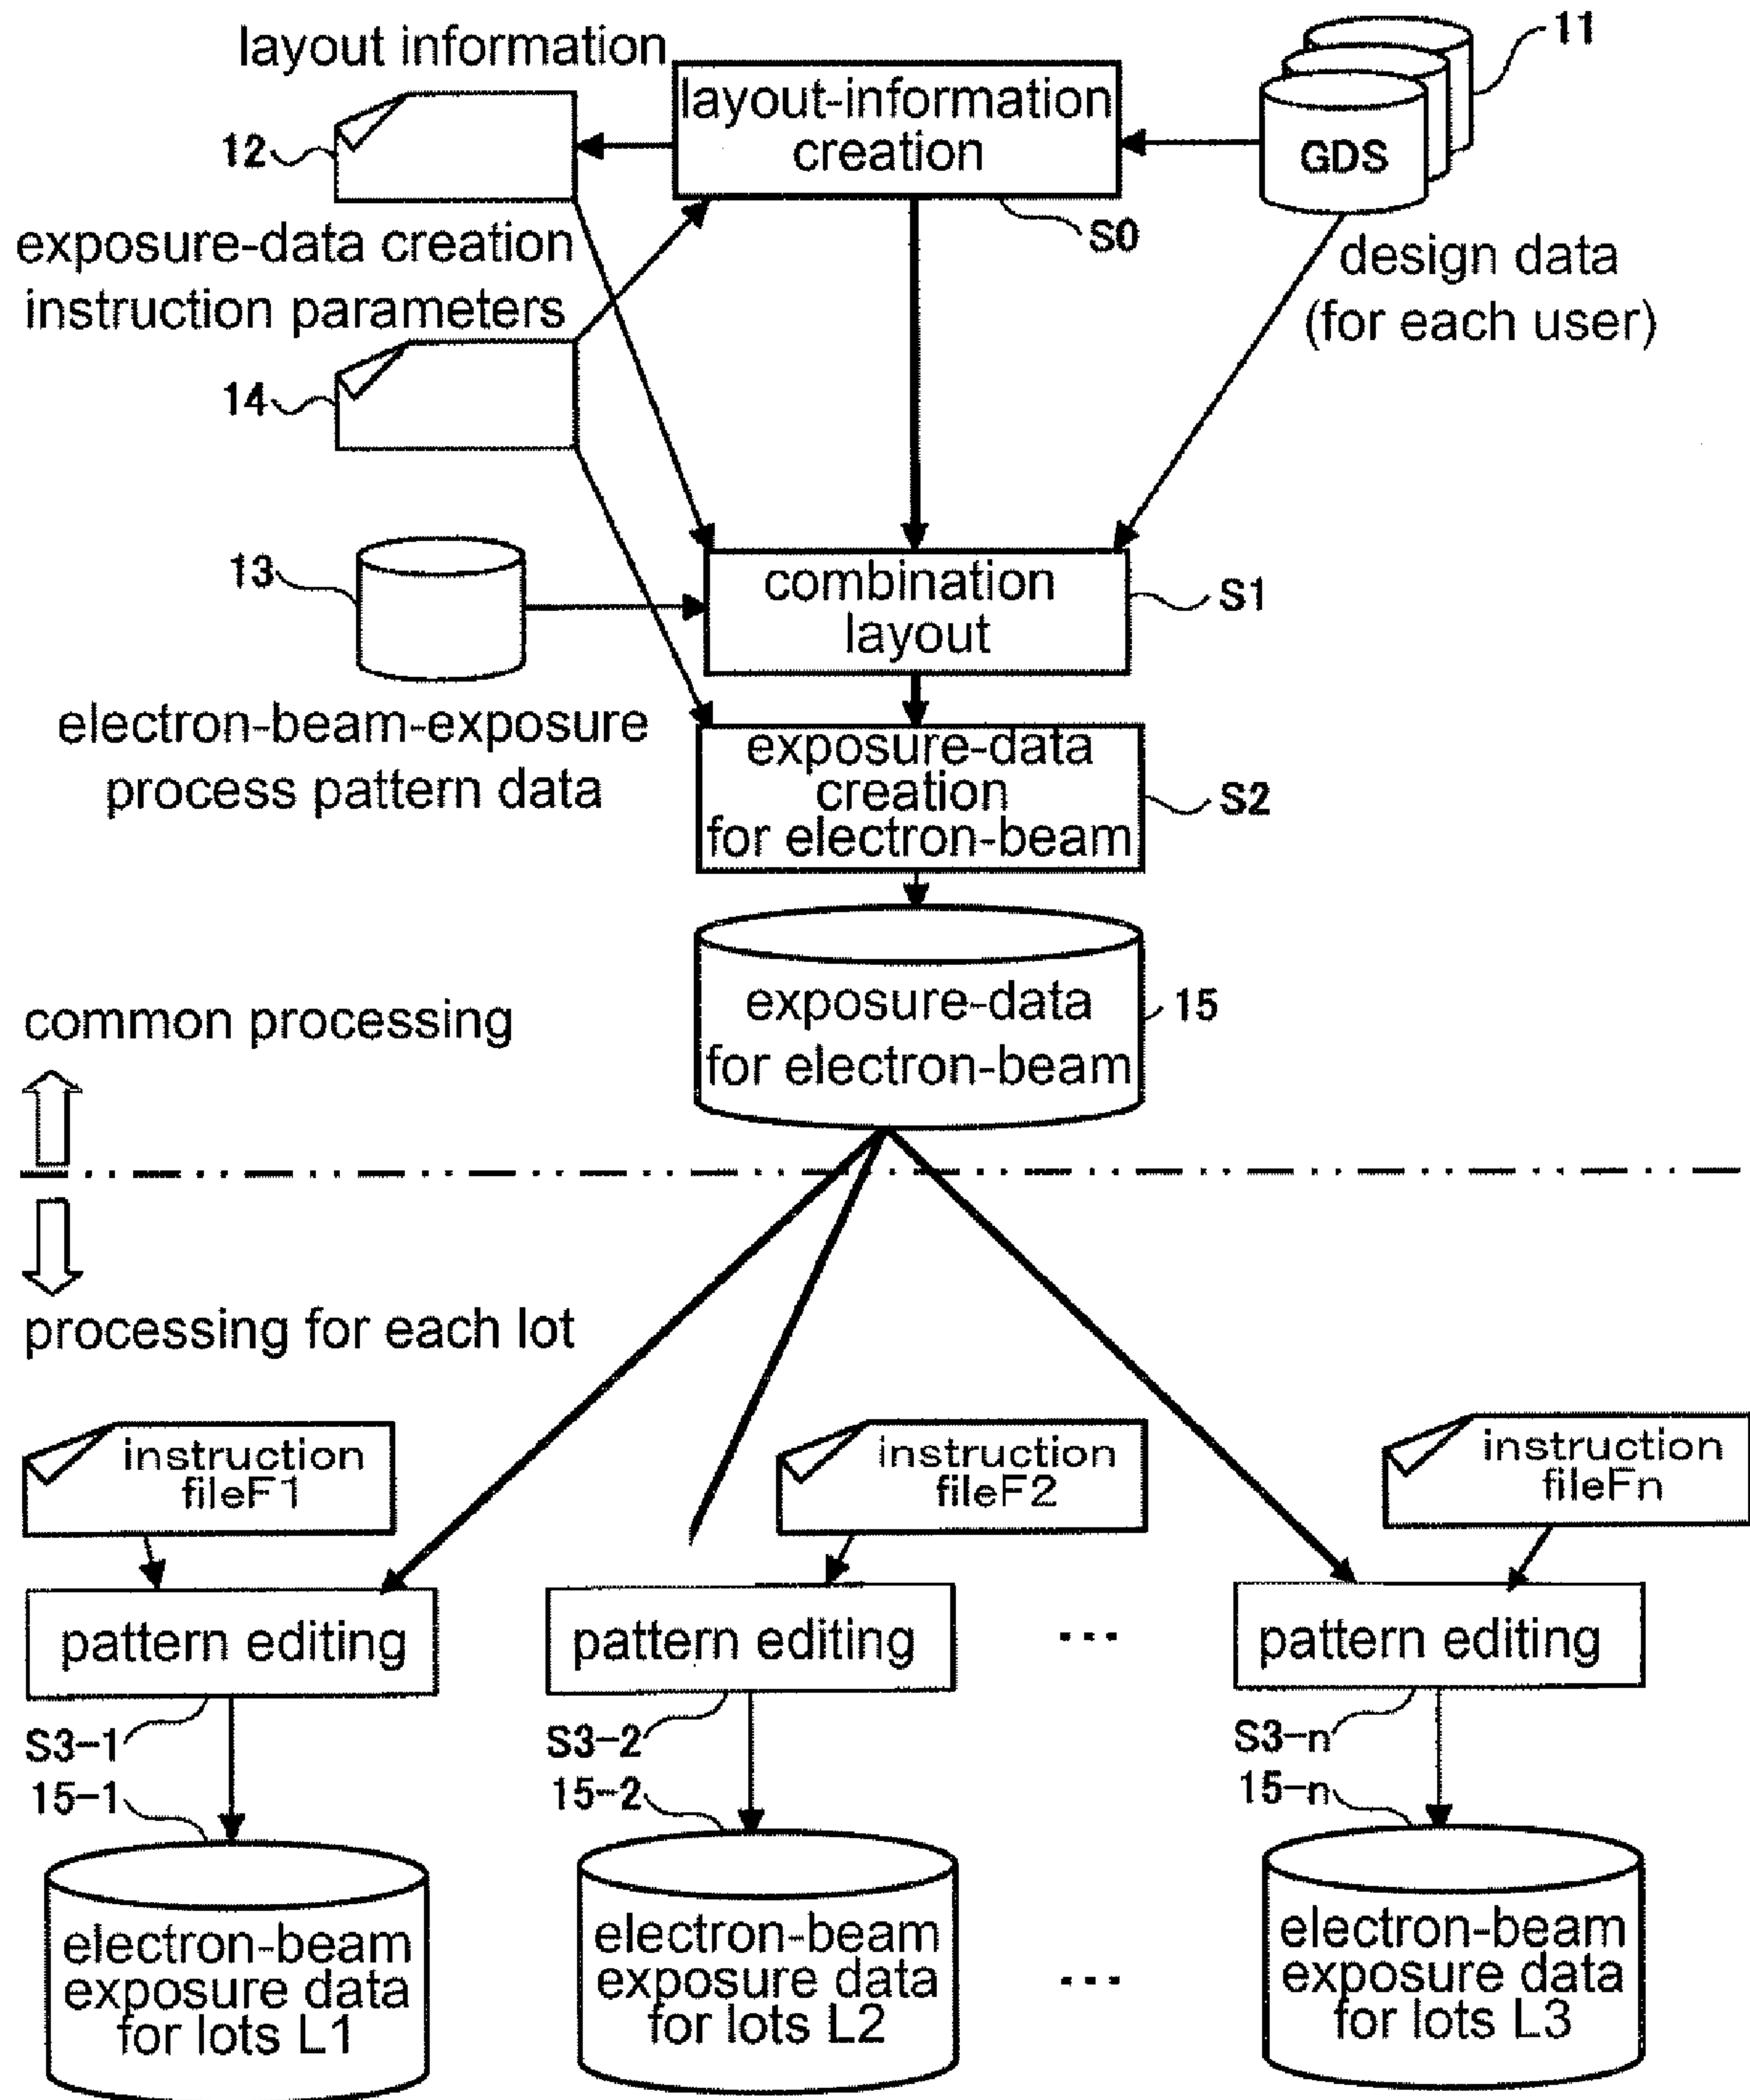 layout information
layout-information
creation
11
12
GDS
S0
exposure-data creation
instruction parameters
design data
(for each user)
14
13
combination
layout
S1
electron-beam-exposure
process pattern data
exposure-data
creation
for electron-beam
S2
exposure-data
for electron-beam
15
common processing
processing for each lot
instruction
fileF1
instruction
fileF2
instruction
fileFn
pattern editing
pattern editing
...
pattern editing
S3-1
S3-2
S3-n
15-1
15-2
15-n
electron-beam
exposure data
for lots L1
electron-beam
exposure data
for lots L2
...
electron-beam
exposure data
for lots L3